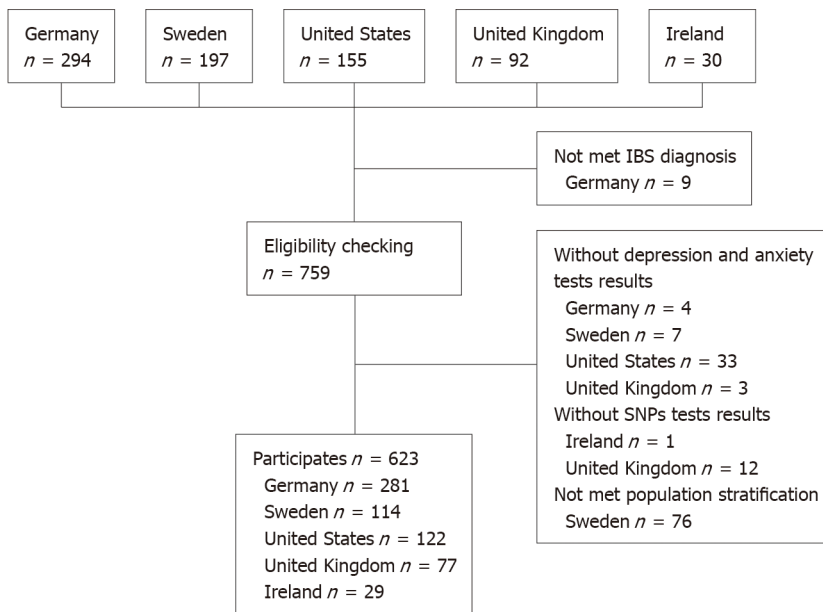 Germany
n = 294
Sweden
n = 197
United States
n = 155
United Kingdom
n = 92
Ireland
n = 30
Not met IBS diagnosis
Germany n = 9
Eligibility checking
n = 759
Without depression and anxiety
tests results
Germany n = 4
Sweden n = 7
United States n = 33
United Kingdom n = 3
Without SNPs tests results
Ireland n = 1
United Kingdom n = 12
Not met population stratification
Sweden n = 76
Participates n = 623
Germany n = 281
Sweden n = 114
United States n = 122
United Kingdom n = 77
Ireland n = 29